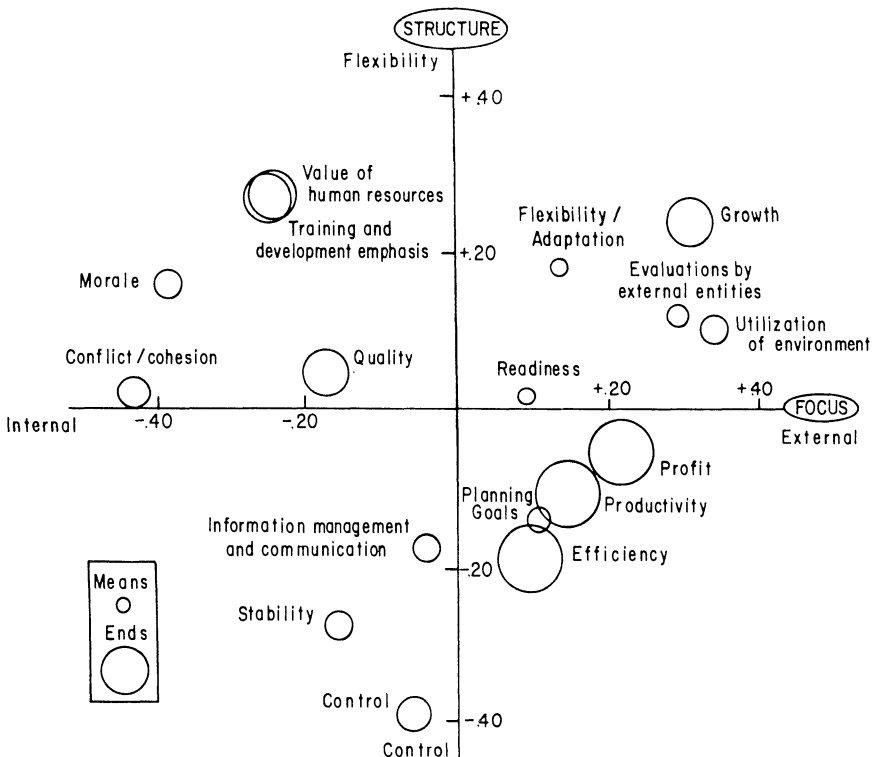 STRUCTURE
Flexibility
+.40
Value of
human resources
Training and
development emphasis
Flexibility /
Adaptation
Growth
+.20
Morale
Evaluations by
external entities
Utilization
of environment
Conflict / cohesion
Quality
Readiness
+.20
+.40
FOCUS
Internal
-.40
-.20
External
Profit
Planning
Goals
Productivity
Information management
and communication
Efficiency
.20
Means
Ends
Stability
Control
-.40
Control